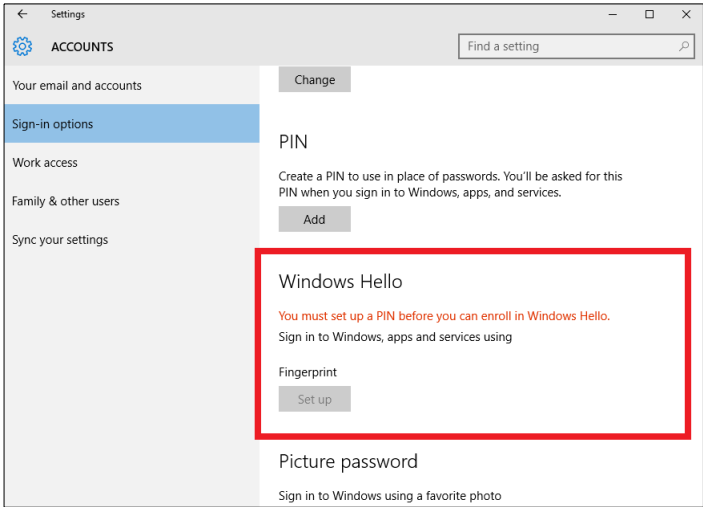 Settings
ACCOUNTS
Find a setting
Your email and accounts
Sign-in options
Work access
Family & other users
Sync your settings
Change
PIN
Create a PIN to use in place of passwords. You'll be asked for this
PIN when you sign in to Windows, apps, and services.
Add
Windows Hello
You must set up a PIN before you can enroll in Windows Hello.
Sign in to Windows, apps and services using
Fingerprint
Set up
Picture password
Sign in to Windows using a favorite photo